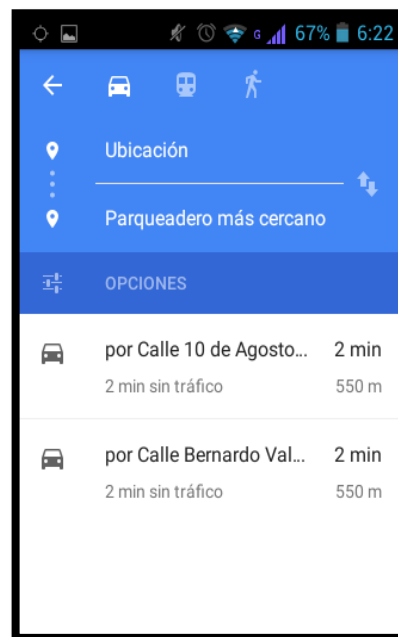 G 67% 6:22
Ubicación
Parqueadero más cercano
OPCIONES
por Calle 10 de Agosto... 2 min
2 min sin tráfico 550 m
por Calle Bernardo Val... 2 min
2 min sin tráfico 550 m